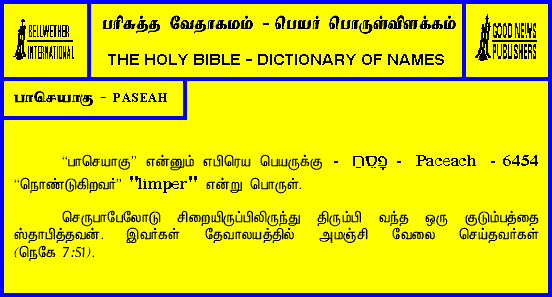 BELLWETHER
INTERNATIONAL
பரிசுத்த வேதாகமம் - பெயர் பொருள்விளக்கம்
THE HOLY BIBLE - DICTIONARY OF NAMES
GOOD NEWS
PUBLISHERS
பாசெயாகு - PASEAH
“பாசெயாகு” என்னும் எபிரெய பெயருக்கு - פָּסֵחַ - Paceach - 6454
“நொண்டுகிறவர்” "limper" என்று பொருள்.
செருபாபேலோடு சிறையிருப்பிலிருந்து திரும்பி வந்த ஒரு குடும்பத்தை
ஸ்தாபித்தவன். இவர்கள் தேவாலயத்தில் அமஞ்சி வேலை செய்தவர்கள்
(நெகே 7:51).